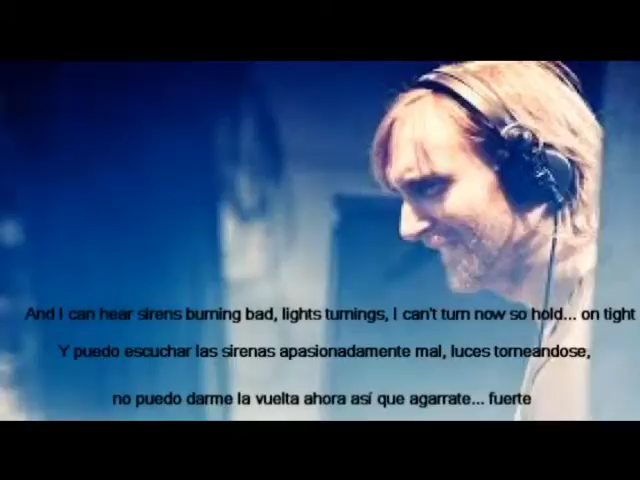 And I can hear sirens burning bad, lights turnings, I can't turn now so hold... on tight
Y puedo escuchar las sirenas apasionadamente mal, luces torneandose,
no puedo darme la vuelta ahora así que agarrate... fuerte